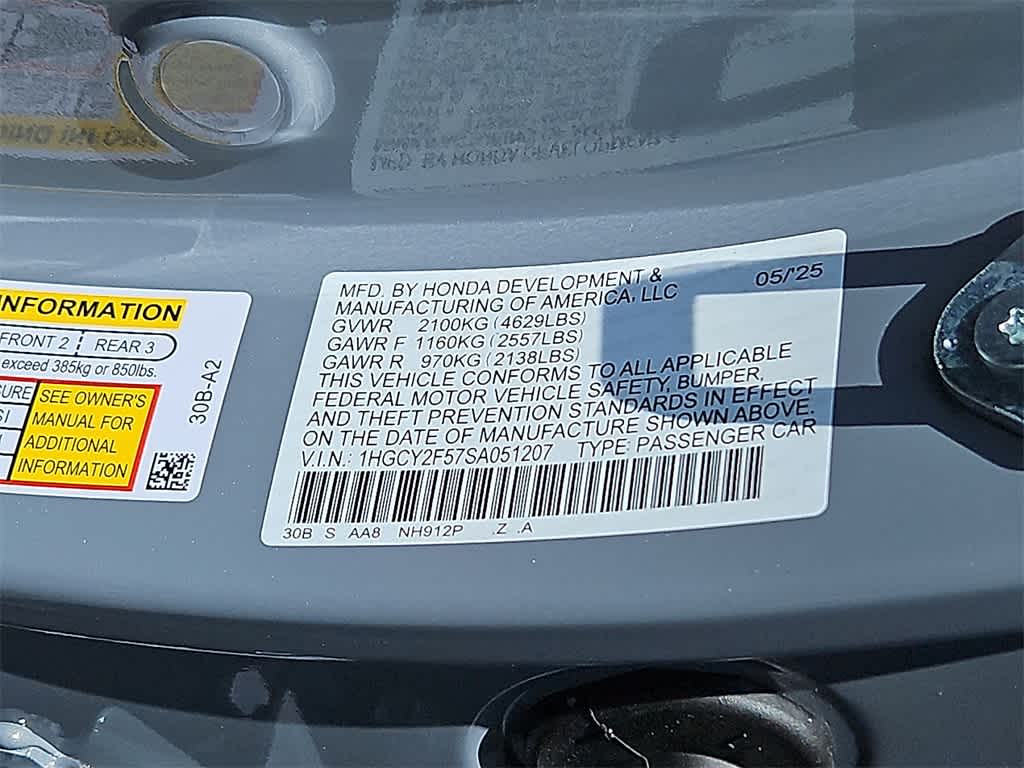 MFD. BY HONDA DEVELOPMENT & 05/'25
MANUFACTURING OF AMERICA, LLC
GVWR 2100KG (4629LBS)
GAWR F 1160KG (2557LBS)
GAWR R 970KG (2138LBS)
THIS VEHICLE CONFORMS TO ALL APPLICABLE
FEDERAL MOTOR VEHICLE SAFETY, BUMPER,
AND THEFT PREVENTION STANDARDS IN EFFECT
ON THE DATE OF MANUFACTURE SHOWN ABOVE.
V.I.N.: 1HGCY2F57SA051207 TYPE: PASSENGER CAR
30B S AA8 NH912P .Z .A
INFORMATION
FRONT 2 REAR 3
exceed 385kg or 850lbs.
SEE OWNER'S
MANUAL FOR
ADDITIONAL
INFORMATION
30B-A2